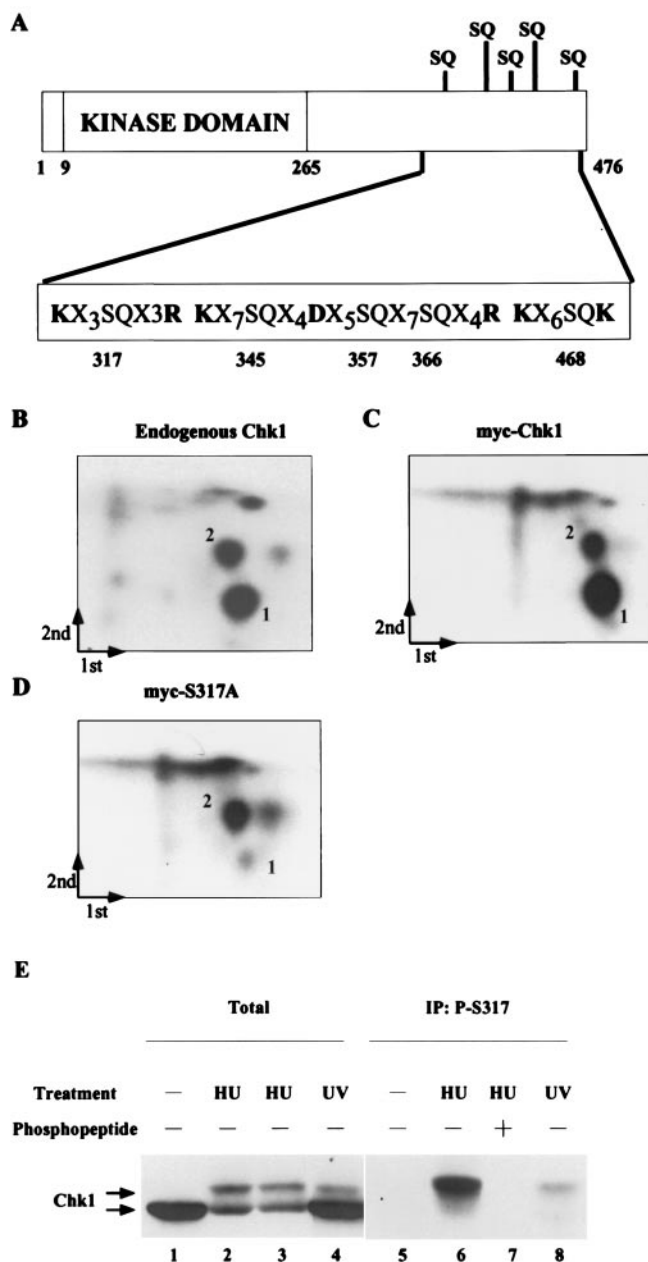 A
SQ SQ
SQ SQ SQ
KINASE DOMAIN
1 9 265 476
KX3SQX3R KX7SQX4DX5SQX7SQX4R KX6SQK
317 345 357 366 468
B
Endogenous Chk1
2
1
2nd
1st
C
myc-Chk1
2
1
2nd
1st
D
myc-S317A
2
1
2nd
1st
E
Total IP: P-S317
Treatment — HU HU UV — HU HU UV
Phosphopeptide — — — — — — + —
Chk1
1 2 3 4 5 6 7 8